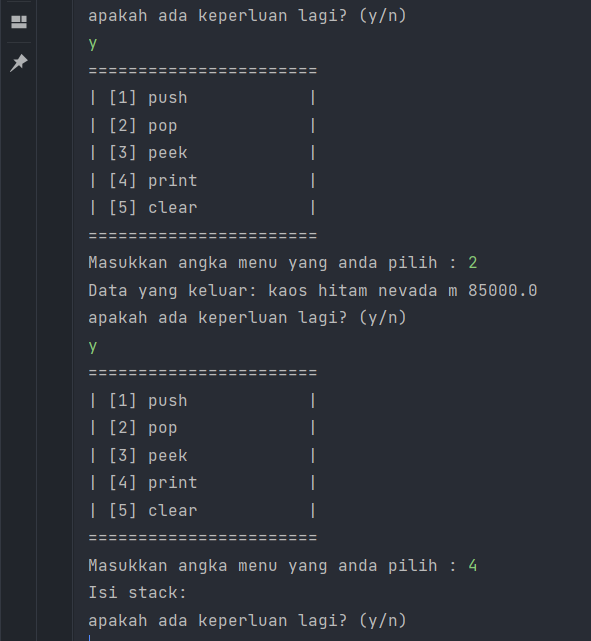 apakah ada keperluan lagi? (y/n)
y
=======================
| [1] push            |
| [2] pop             |
| [3] peek            |
| [4] print           |
| [5] clear           |
=======================
Masukkan angka menu yang anda pilih : 2
Data yang keluar: kaos hitam nevada m 85000.0
apakah ada keperluan lagi? (y/n)
y
=======================
| [1] push            |
| [2] pop             |
| [3] peek            |
| [4] print           |
| [5] clear           |
=======================
Masukkan angka menu yang anda pilih : 4
Isi stack:
apakah ada keperluan lagi? (y/n)